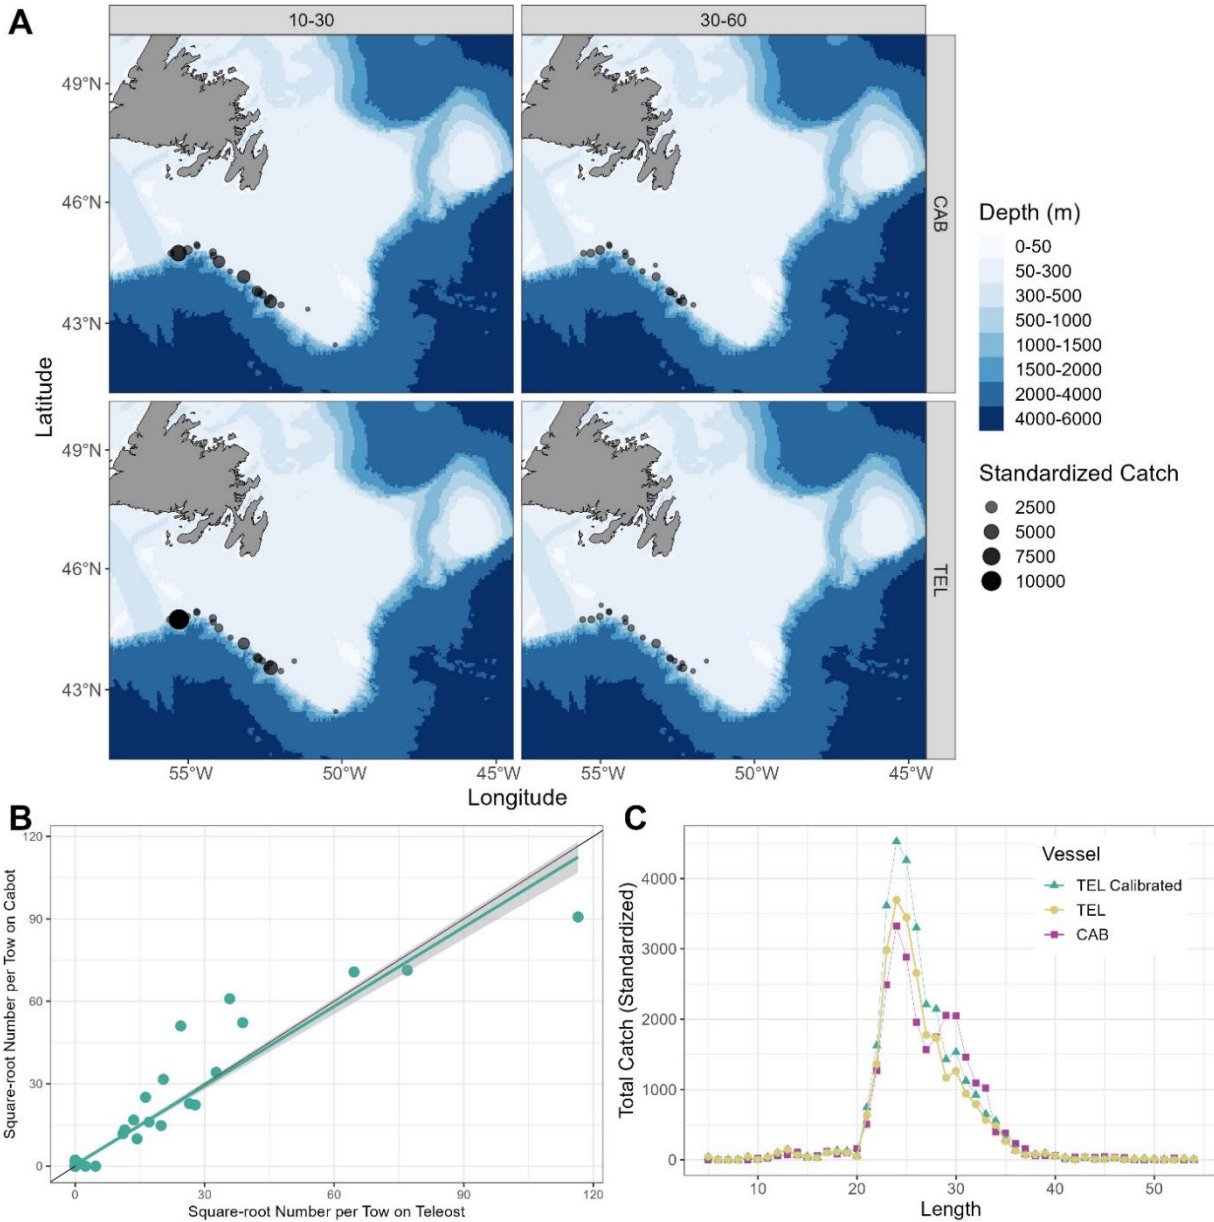 A
10-30
30-60
49°N
46°N
43°N
CAB
49°N
46°N
43°N
TEL
Latitude
55°W
50°W
45°W
55°W
50°W
45°W
Longitude
Depth (m)
0-50
50-300
300-500
500-1000
1000-1500
1500-2000
2000-4000
4000-6000
Standardized Catch
2500
5000
7500
10000
B
Square-root Number per Tow on Cabot
120
90
60
30
0
0
30
60
90
120
Square-root Number per Tow on Teleost
C
Total Catch (Standardized)
4000
3000
2000
1000
0
10
20
30
40
50
Length
Vessel
TEL Calibrated
TEL
CAB